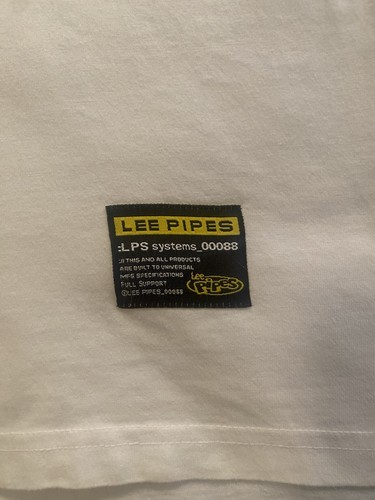 LEE PIPES
:LPS systems_00088
// THIS AND ALL PRODUCTS
ARE BUILT TO UNIVERSAL
MFG SPECIFICATIONS
FULL SUPPORT
©LEE PIPES_00088
Lee
PIPES